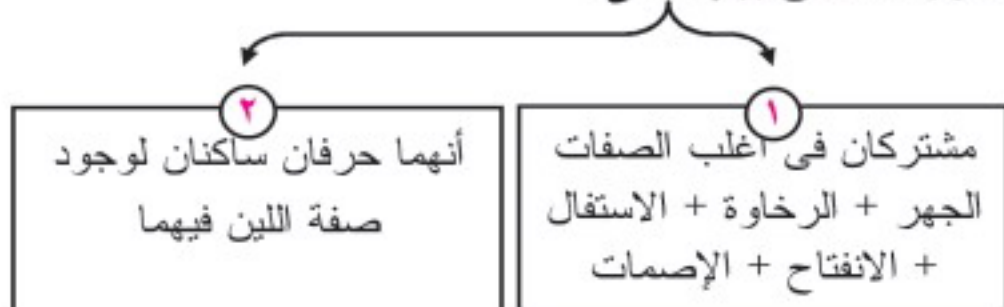 ١
مشتركان فى أغلب الصفات
الجهر + الرخاوة + الاستفال
+ الانفتاح + الإصمات
٢
أنهما حرفان ساكنان لوجود
صفة اللين فيهما